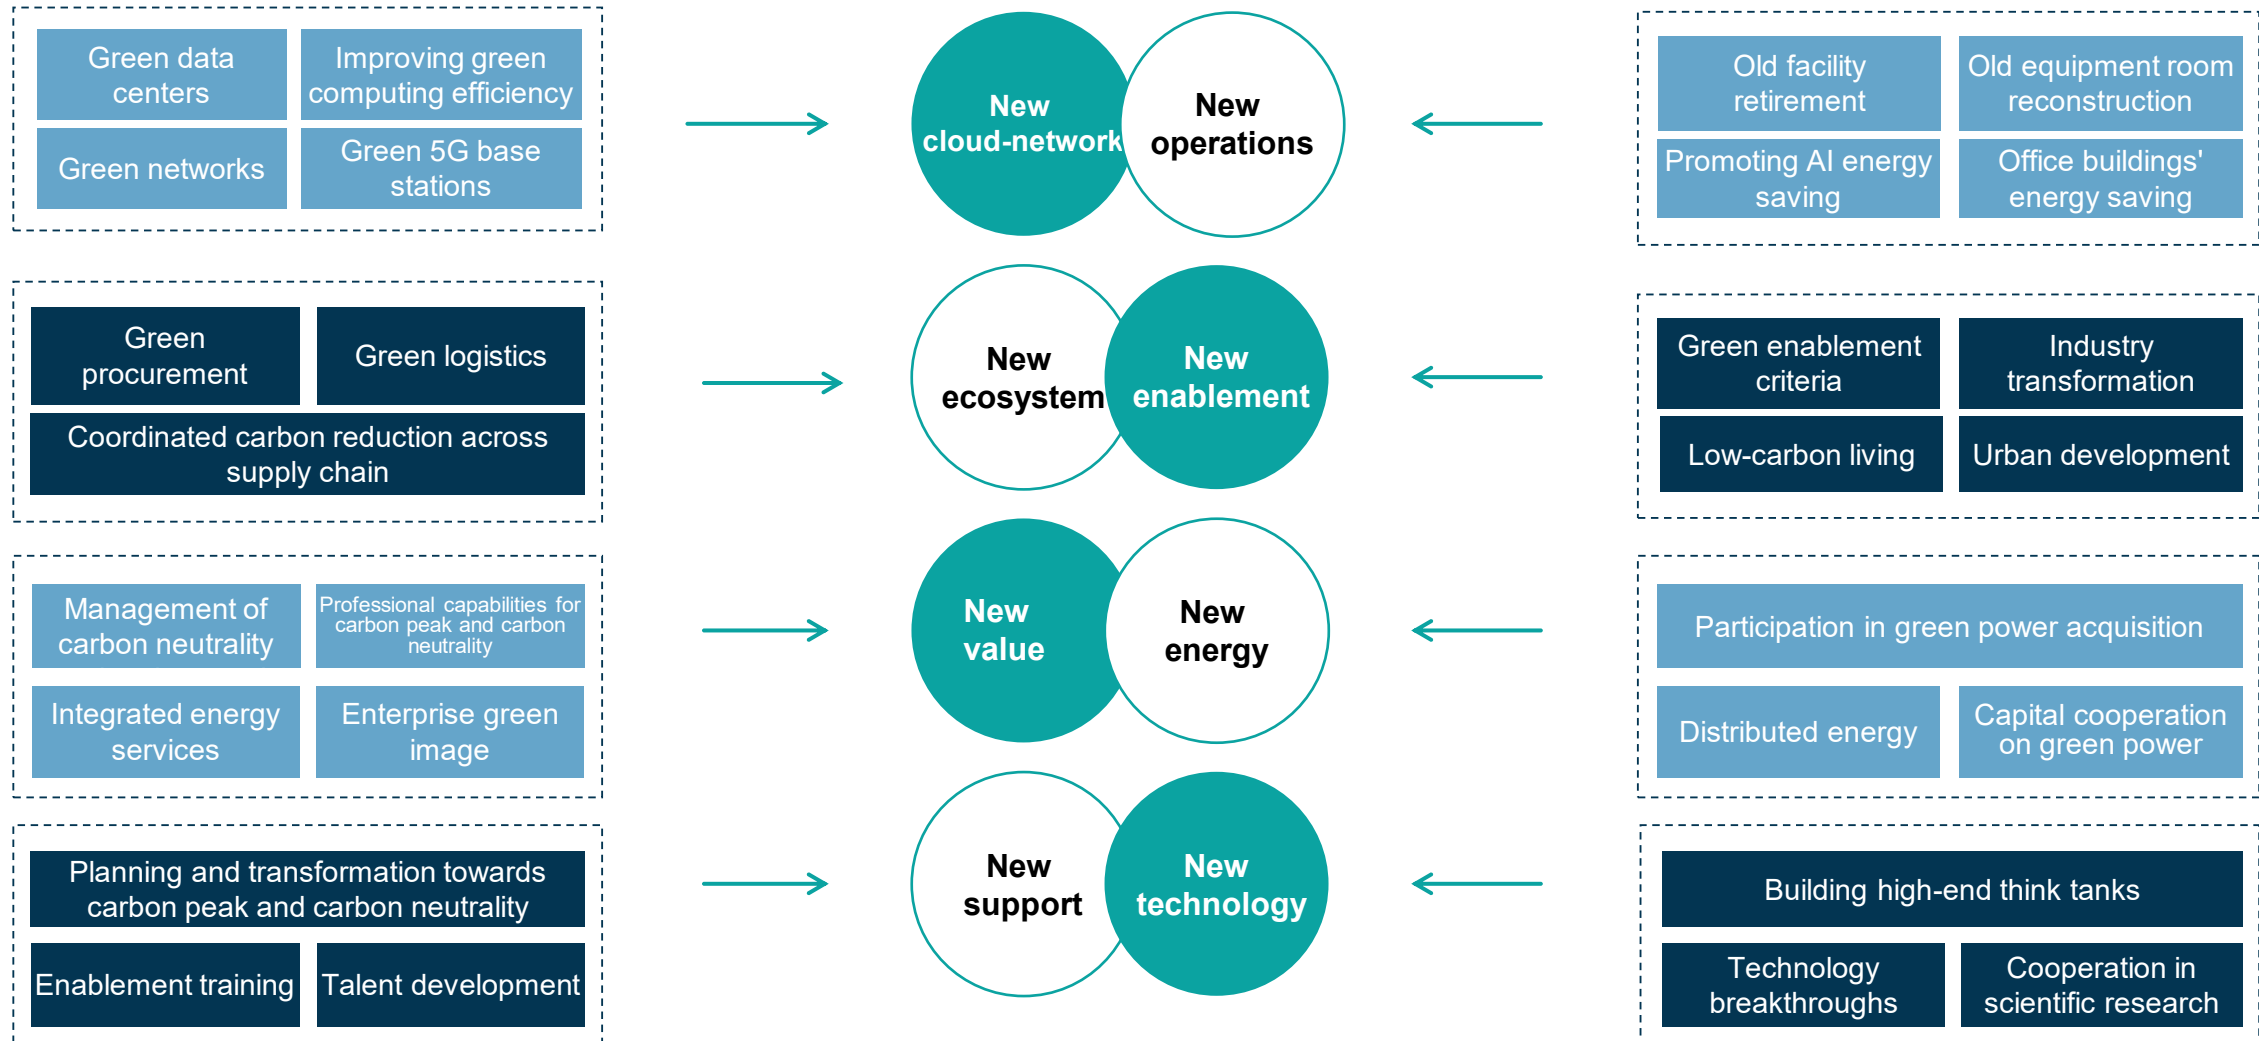 Green data
centers
Improving green
computing efficiency
Green networks
Green 5G base
stations
New
cloud-network
New
operations
Old facility
retirement
Old equipment room
reconstruction
Promoting AI energy
saving
Office buildings'
energy saving
Green
procurement
Green logistics
Coordinated carbon reduction across
supply chain
New
ecosystem
New
enablement
Green enablement
criteria
Industry
transformation
Low-carbon living
Urban development
Management of
carbon neutrality
Professional capabilities for
carbon peak and carbon
neutrality
Integrated energy
services
Enterprise green
image
New
value
New
energy
Participation in green power acquisition
Distributed energy
Capital cooperation
on green power
Planning and transformation towards
carbon peak and carbon neutrality
Enablement training
Talent development
New
support
New
technology
Building high-end think tanks
Technology
breakthroughs
Cooperation in
scientific research